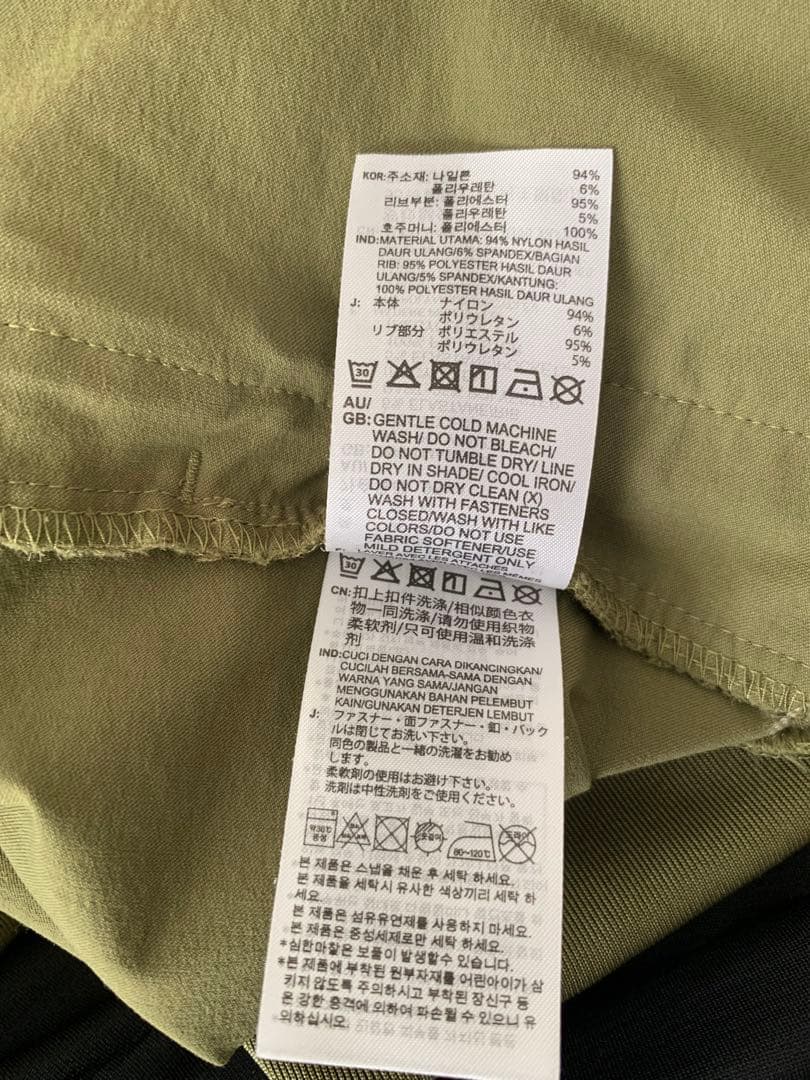 KOR:주소재: 나일론 94%
폴리우레탄 6%
리브부분: 폴리에스터 95%
폴리우레탄 5%
호주머니: 폴리에스터 100%
IND:MATERIAL UTAMA: 94% NYLON HASIL
DAUR ULANG/6% SPANDEX/BAGIAN
RIB: 95% POLYESTER HASIL DAUR
ULANG/5% SPANDEX/KANTUNG:
100% POLYESTER HASIL DAUR ULANG
J: 本体 ナイロン 94%
ポリウレタン 6%
リブ部分 ポリエステル 95%
ポリウレタン 5%
30
AU/
GB:GENTLE COLD MACHINE
WASH/ DO NOT BLEACH/
DO NOT TUMBLE DRY/ LINE
DRY IN SHADE/ COOL IRON/
DO NOT DRY CLEAN (X)
WASH WITH FASTENERS
CLOSED/WASH WITH LIKE
COLORS/DO NOT USE
FABRIC SOFTENER/USE
MILD DETERGENT ONLY
AVEC LES ATTACHES
LES MEMES
30
CN:扣上扣件洗涤/相似颜色衣
物一同洗涤/请勿使用织物
柔软剂/只可使用温和洗涤
剂
IND:CUCI DENGAN CARA DIKANCINGKAN/
CUCILAH BERSAMA-SAMA DENGAN
WARNA YANG SAMA/JANGAN
MENGGUNAKAN BAHAN PELEMBUT
KAIN/GUNAKAN DETERJEN LEMBUT
J: ファスナー・面ファスナー・釦・バック
ルは閉じてお洗い下さい。
同色の製品と一緒の洗濯をお勧め
します。
柔軟剤の使用はお避け下さい。
洗剤は中性洗剤をご使用ください。
약30℃
중성
옷걸이
80~120℃
드라이
본 제품은 스냅을 채운 후 세탁 하세요.
본 제품을 세탁시 유사한 색상끼리 세탁 하
세요.
본 제품은 섬유유연제를 사용하지 마세요.
본 제품은 중성세제로만 세탁 하세요.
*심한마찰은 보풀이 발생할수 있습니다.
*본 제품에 부착된 원부자재를 어린아이가 삼
키지 않도록 주의하시고 부착된 장신구 등
은 강한 충격에 의하여 파손될 수 있으니 유
의하십시오.